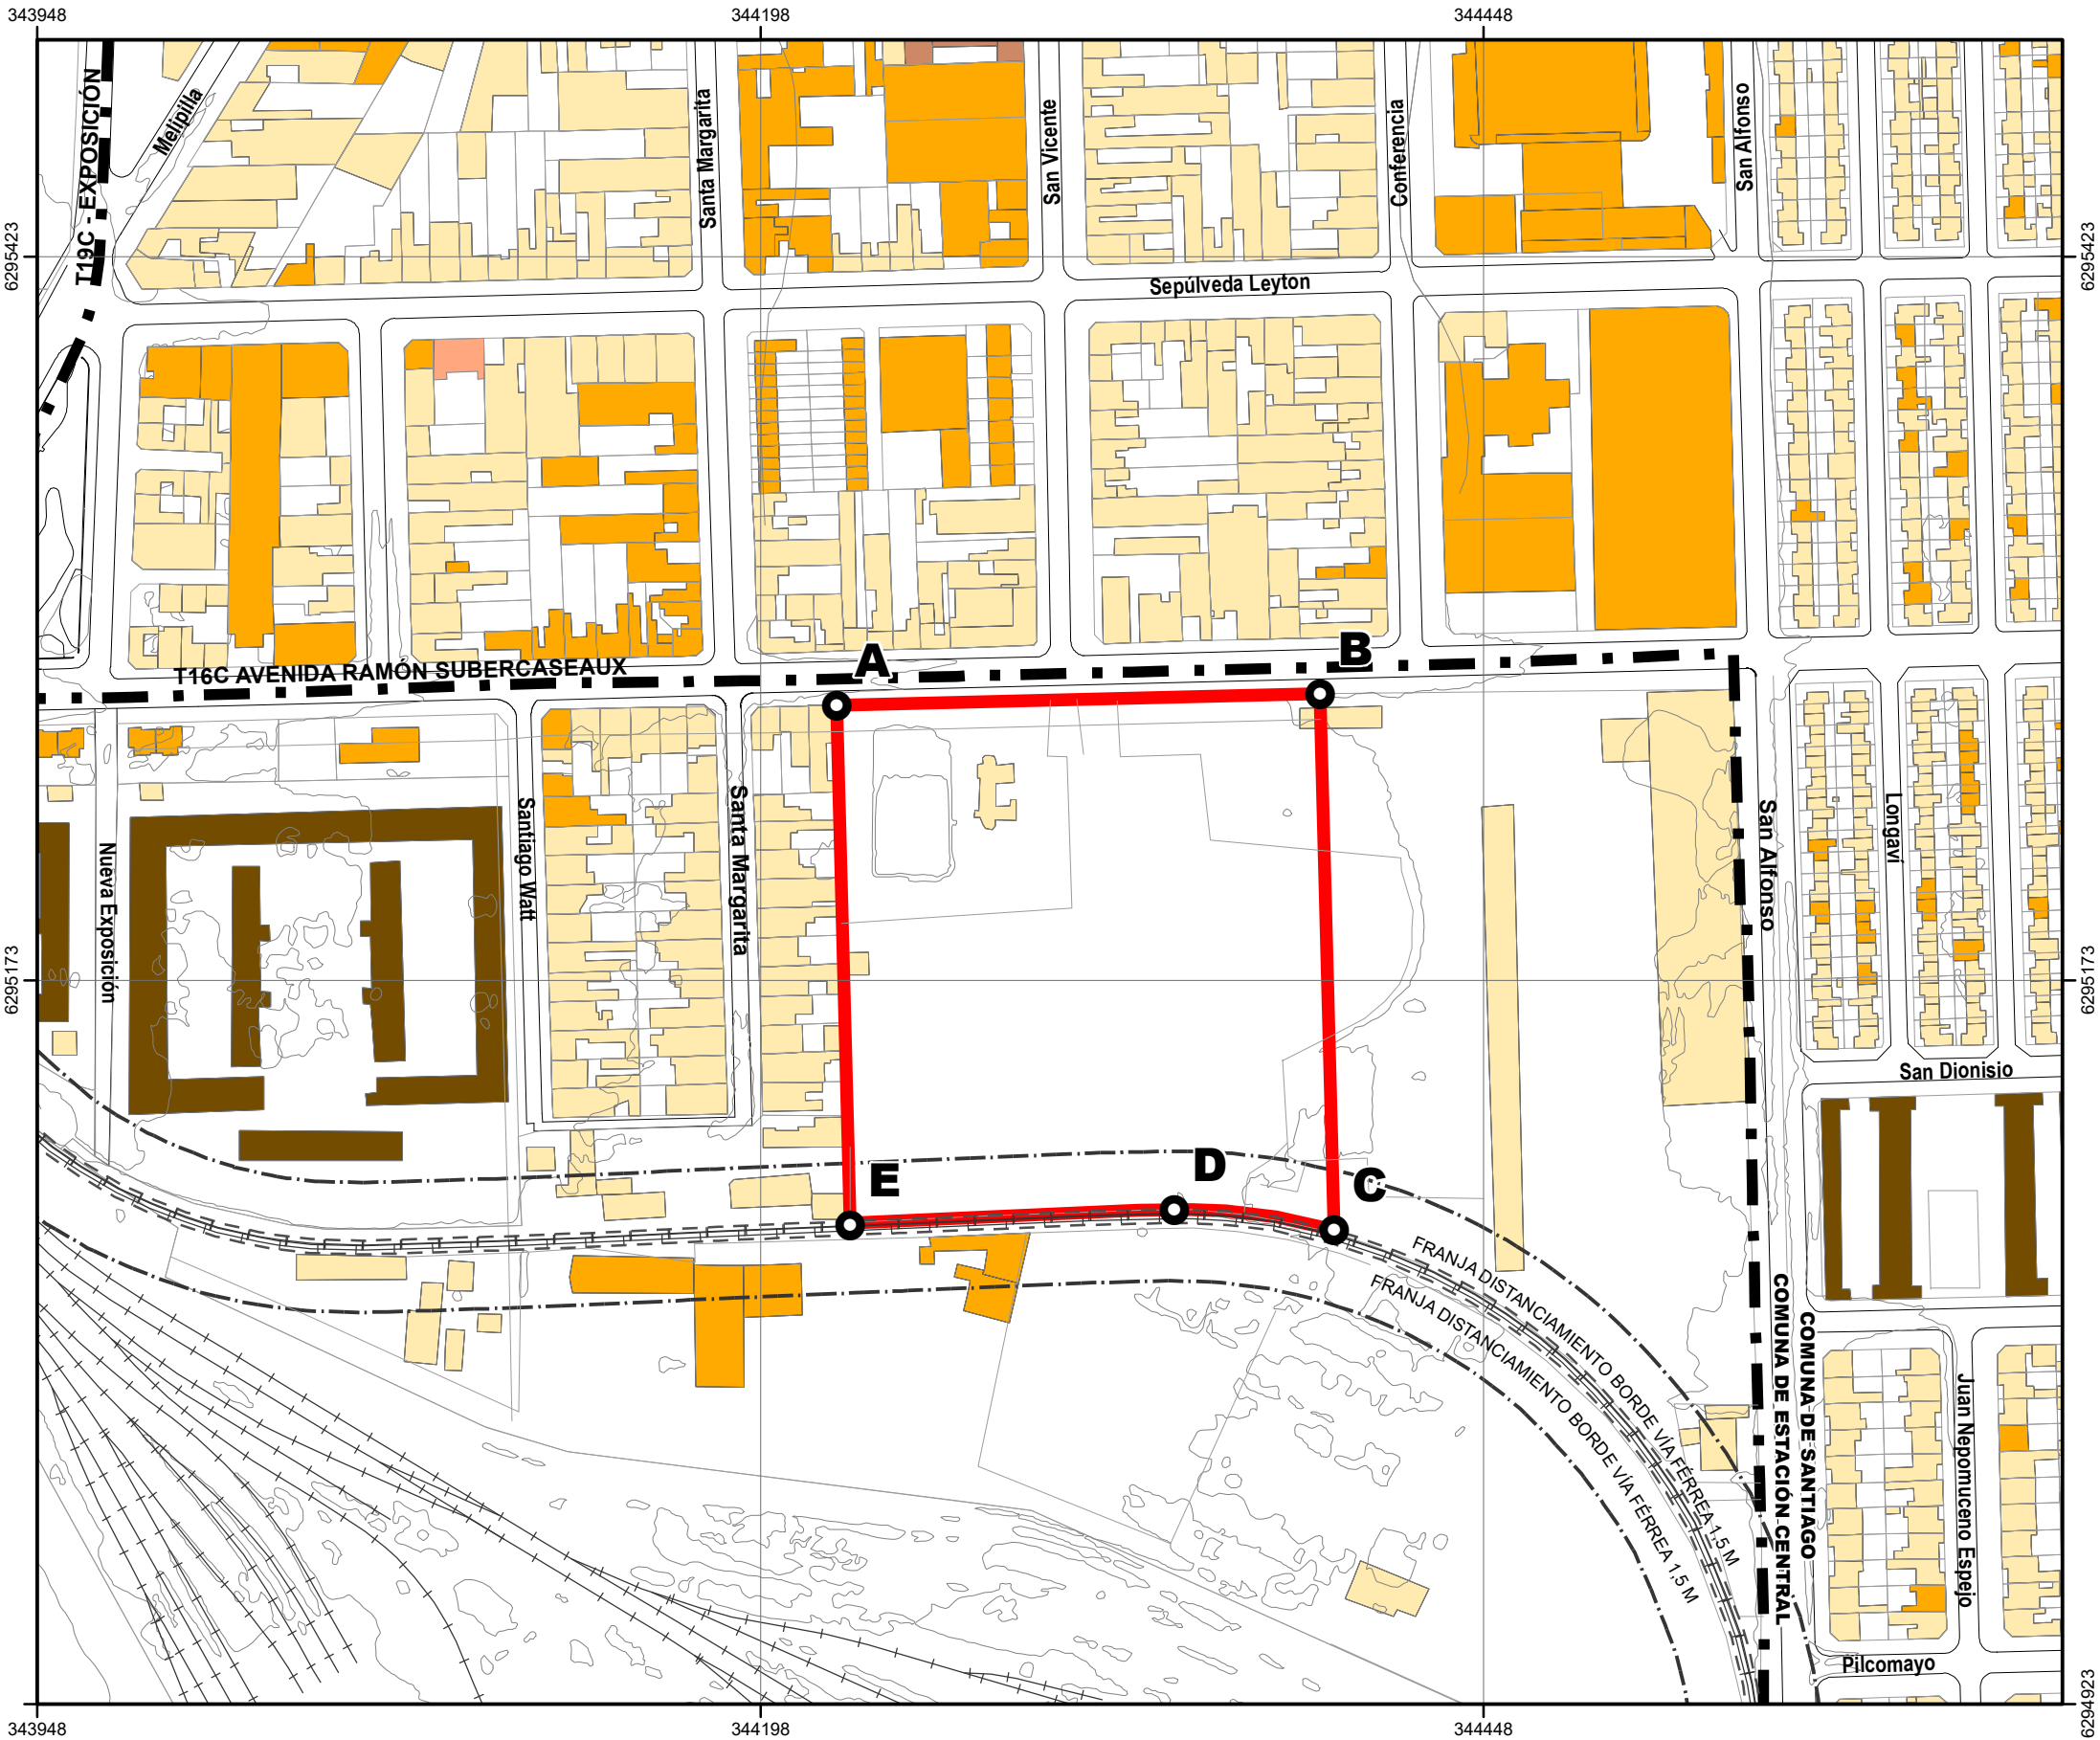 343948
344198
344448
T19C - EXPOSICIÓN
Melipilla
Santa Margarita
San Vicente
Conferencia
San Alfonso
6295423
6295423
Sepúlveda Leyton
T16C AVENIDA RAMÓN SUBERCASEAUX
A
B
Nueva Exposición
Santiago Watt
Santa Margarita
San Alfonso
Longaví
6295173
6295173
San Dionisio
E
D
C
FRANJA DISTANCIAMIENTO BORDE VÍA FÉRREA 1,5 M
FRANJA DISTANCIAMIENTO BORDE VÍA FÉRREA 1,5 M
COMUNA DE ESTACIÓN CENTRAL
COMUNA DE SANTIAGO
Juan Nepomuceno Espejo
Pilcomayo
6294923
343948
344198
344448